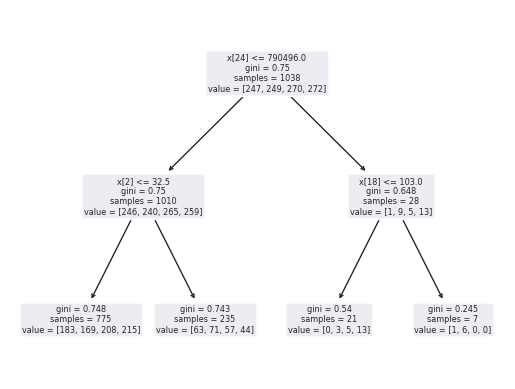 x[24] <= 790496.0
gini = 0.75
samples = 1038
value = [247, 249, 270, 272]
x[2] <= 32.5
gini = 0.75
samples = 1010
value = [246, 240, 265, 259]
x[18] <= 103.0
gini = 0.648
samples = 28
value = [1, 9, 5, 13]
gini = 0.748
samples = 775
value = [183, 169, 208, 215]
gini = 0.743
samples = 235
value = [63, 71, 57, 44]
gini = 0.54
samples = 21
value = [0, 3, 5, 13]
gini = 0.245
samples = 7
value = [1, 6, 0, 0]